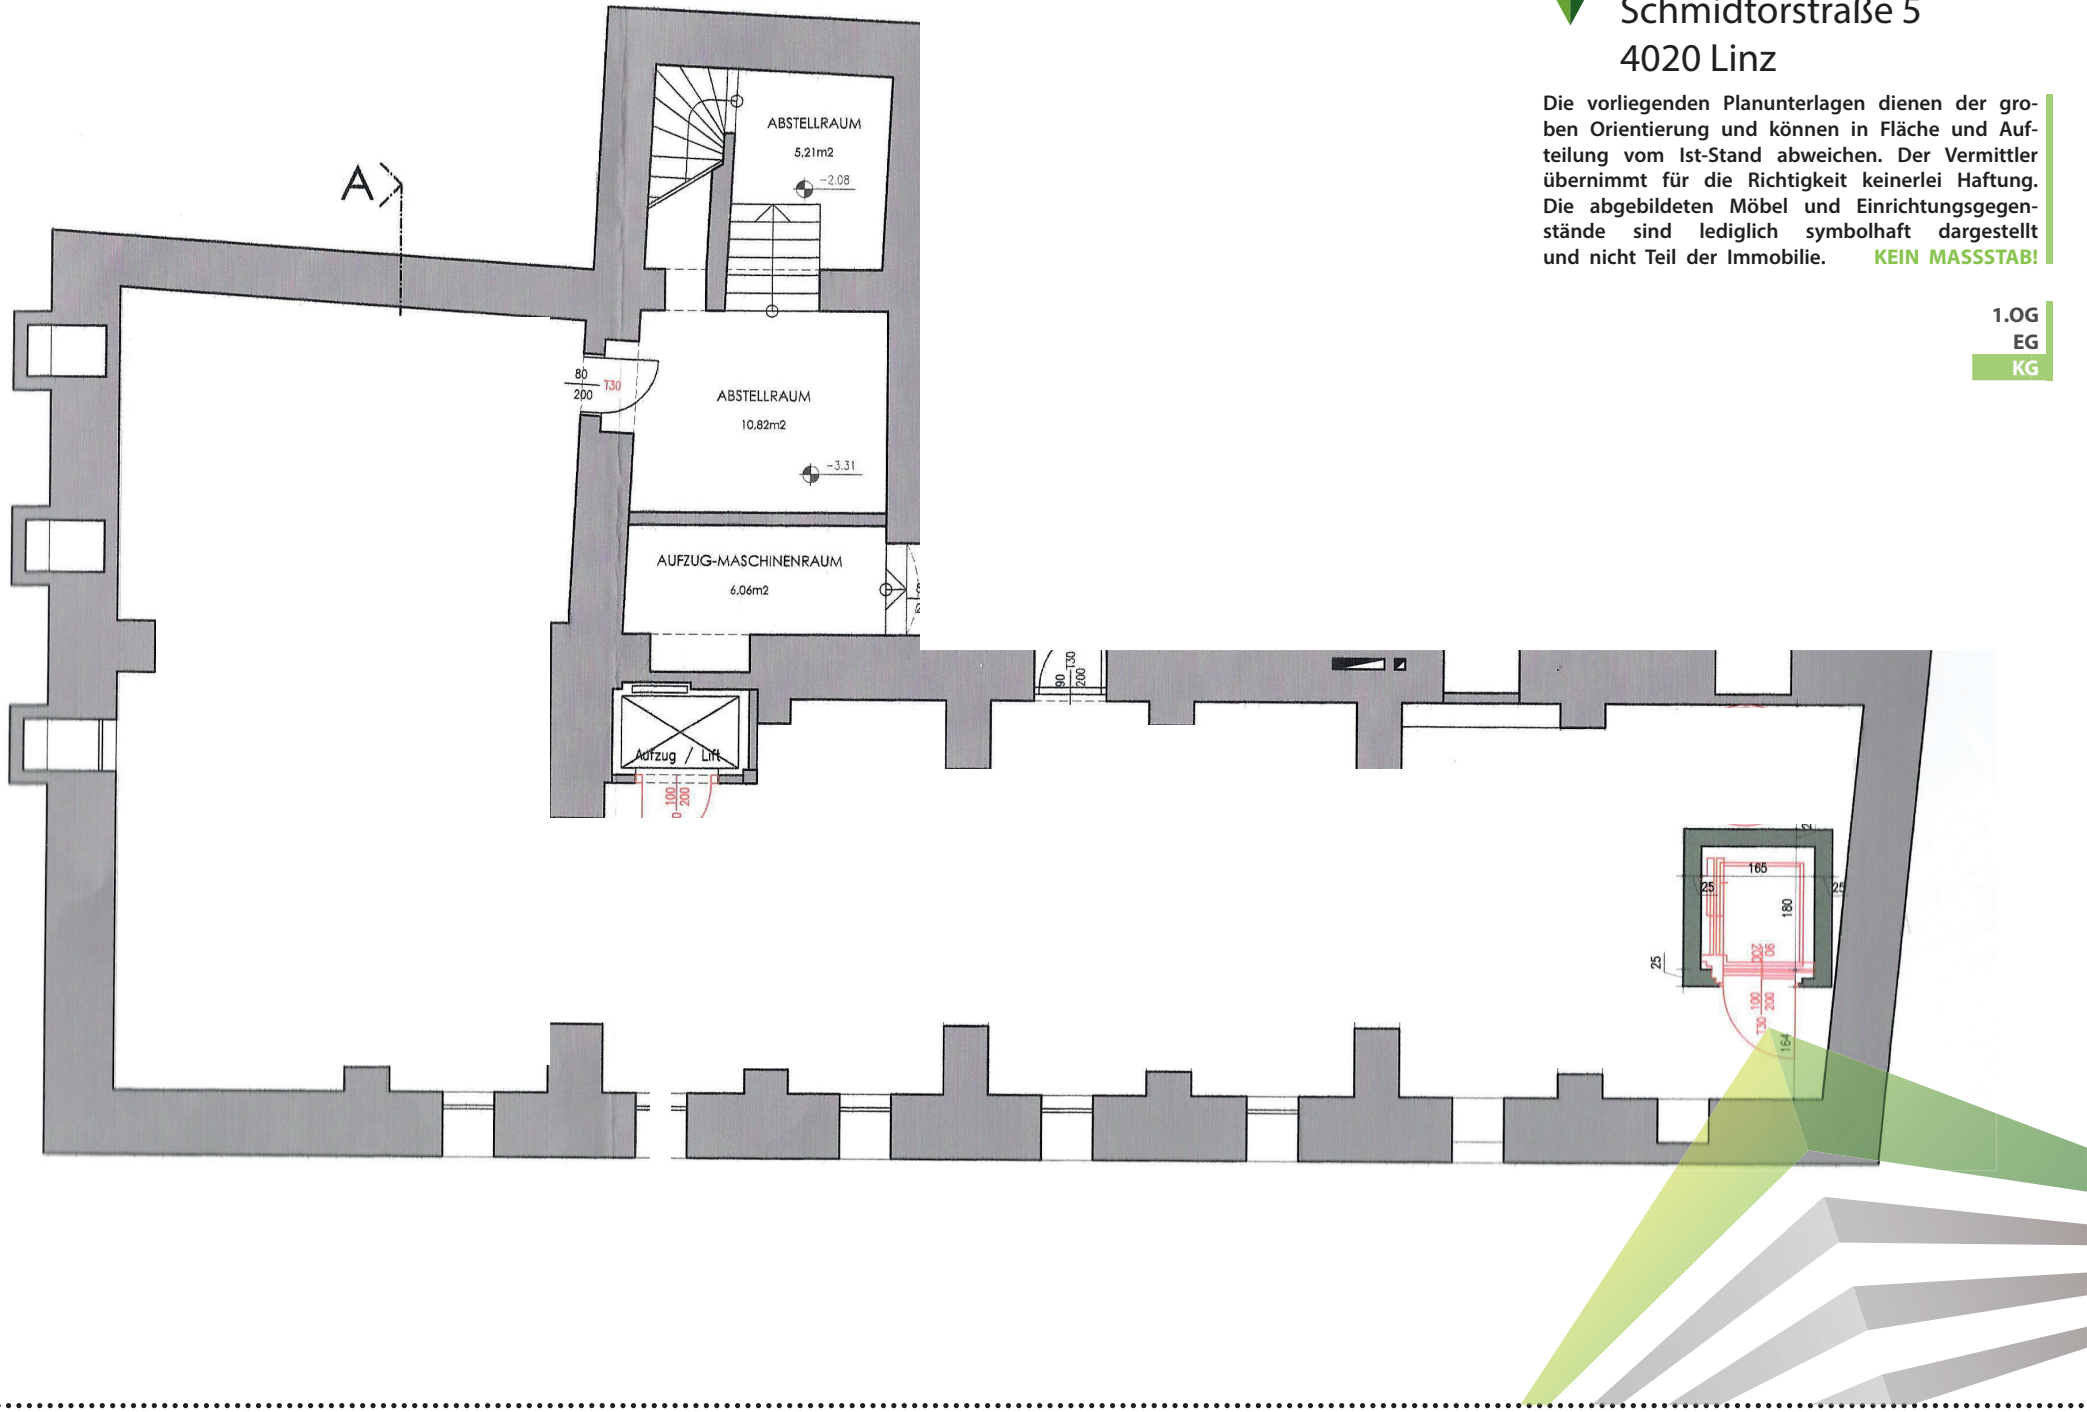 Schmidtorstraße 5
4020 Linz
Die vorliegenden Planunterlagen dienen der gro-
ben Orientierung und können in Fläche und Auf-
teilung vom Ist-Stand abweichen. Der Vermittler
übernimmt für die Richtigkeit keinerlei Haftung.
Die abgebildeten Möbel und Einrichtungsgegen-
stände sind lediglich symbolhaft dargestellt
und nicht Teil der Immobilie. KEIN MASSSTAB!
1.OG
EG
KG
A
ABSTELLRAUM
5,21m2
-2.08
80
200
T30
ABSTELLRAUM
10,82m2
-3.31
AUFZUG-MASCHINENRAUM
6,06m2
90
200
T30
Aufzug / Lift
100
200
165
25
25
180
90
200
25
T30
100
200
164